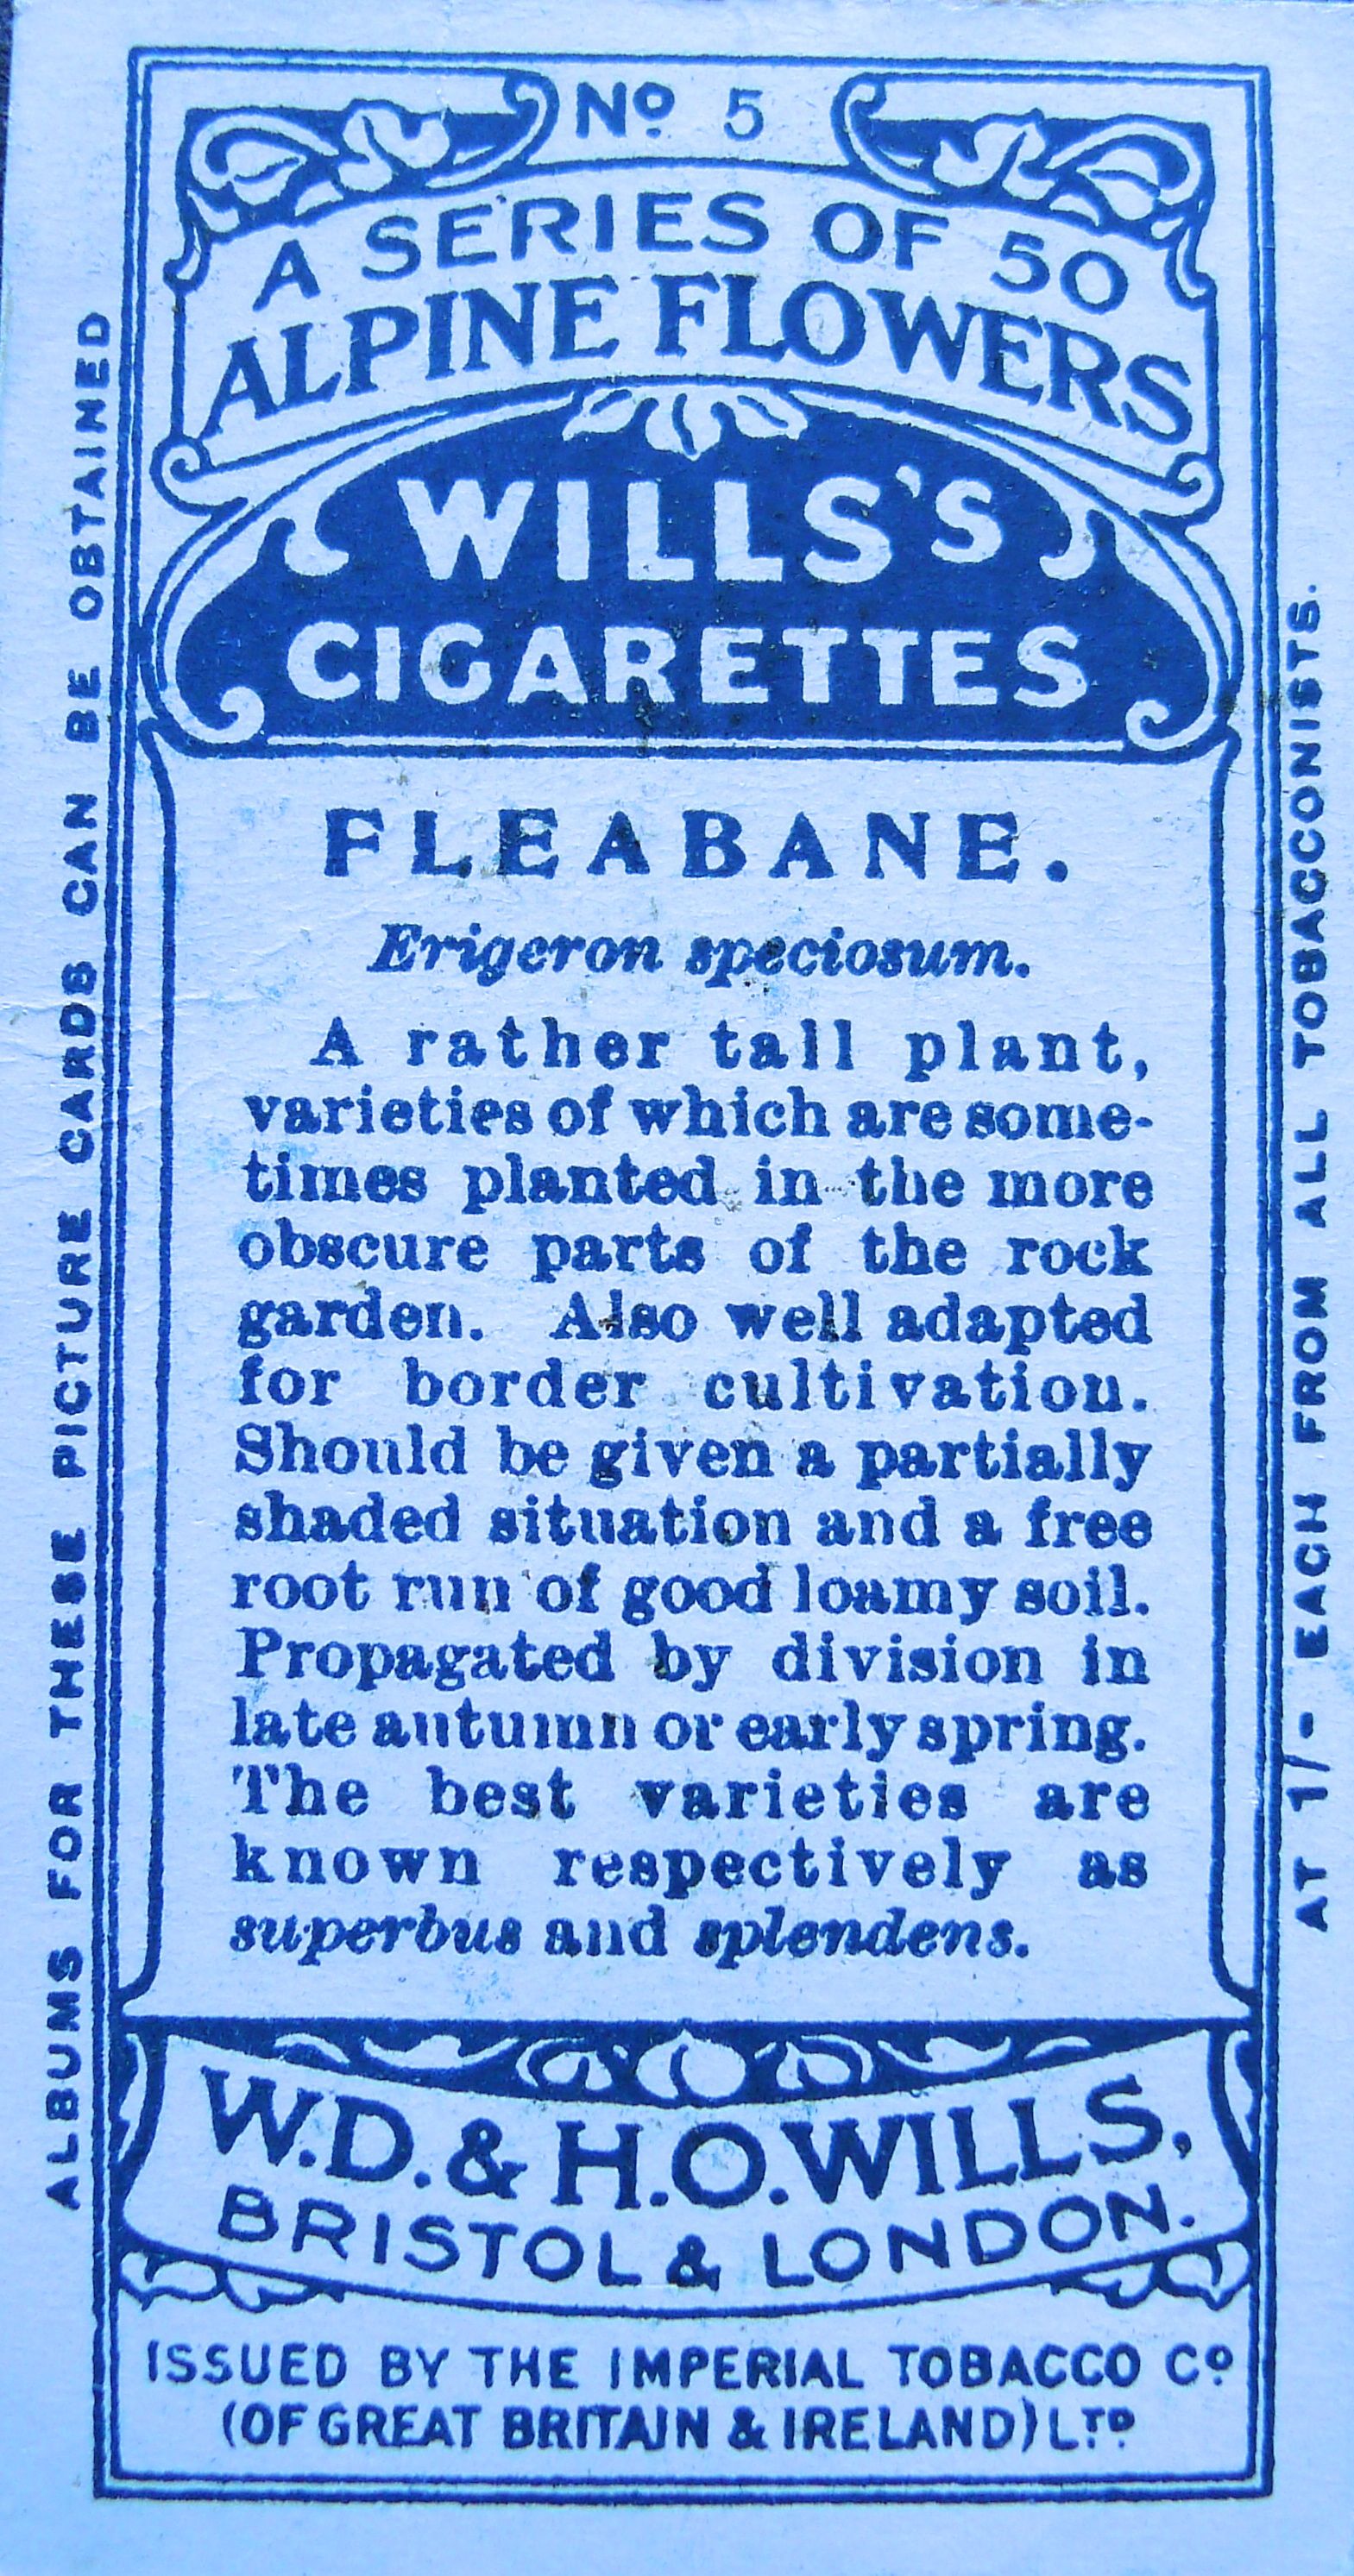 Nº 5
A SERIES OF 50
ALPINE FLOWERS
WILLS'S
CIGARETTES
FLEABANE.
Erigeron speciosum.
A rather tall plant,
varieties of which are some-
times planted in the more
obscure parts of the rock
garden. Also well adapted
for border cultivation.
Should be given a partially
shaded situation and a free
root run of good loamy soil.
Propagated by division in
late autumn or early spring.
The best varieties are
known respectively as
superbus and splendens.
W.D. & H.O. WILLS,
BRISTOL & LONDON.
ISSUED BY THE IMPERIAL TOBACCO Cº
(OF GREAT BRITAIN & IRELAND) LTD
ALBUMS FOR THESE PICTURE CARDS CAN BE OBTAINED
AT 1/- EACH FROM ALL TOBACCONISTS.